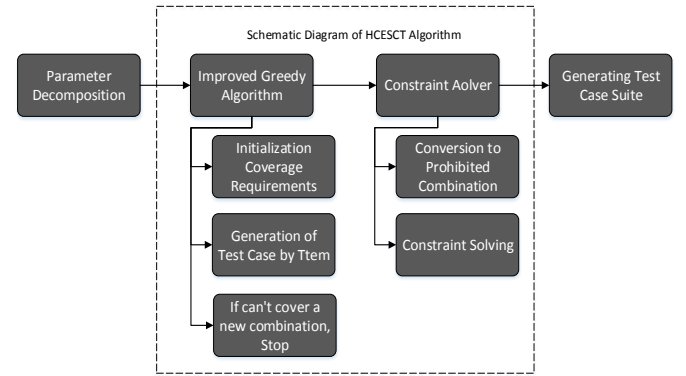 Schematic Diagram of HCESCT Algorithm
Parameter
Decomposition
Improved Greedy
Algorithm
Constraint Aolver
Generating Test
Case Suite
Initialization
Coverage
Requirements
Conversion to
Prohibited
Combination
Generation of
Test Case by Ttem
Constraint Solving
If can't cover a
new combination,
Stop